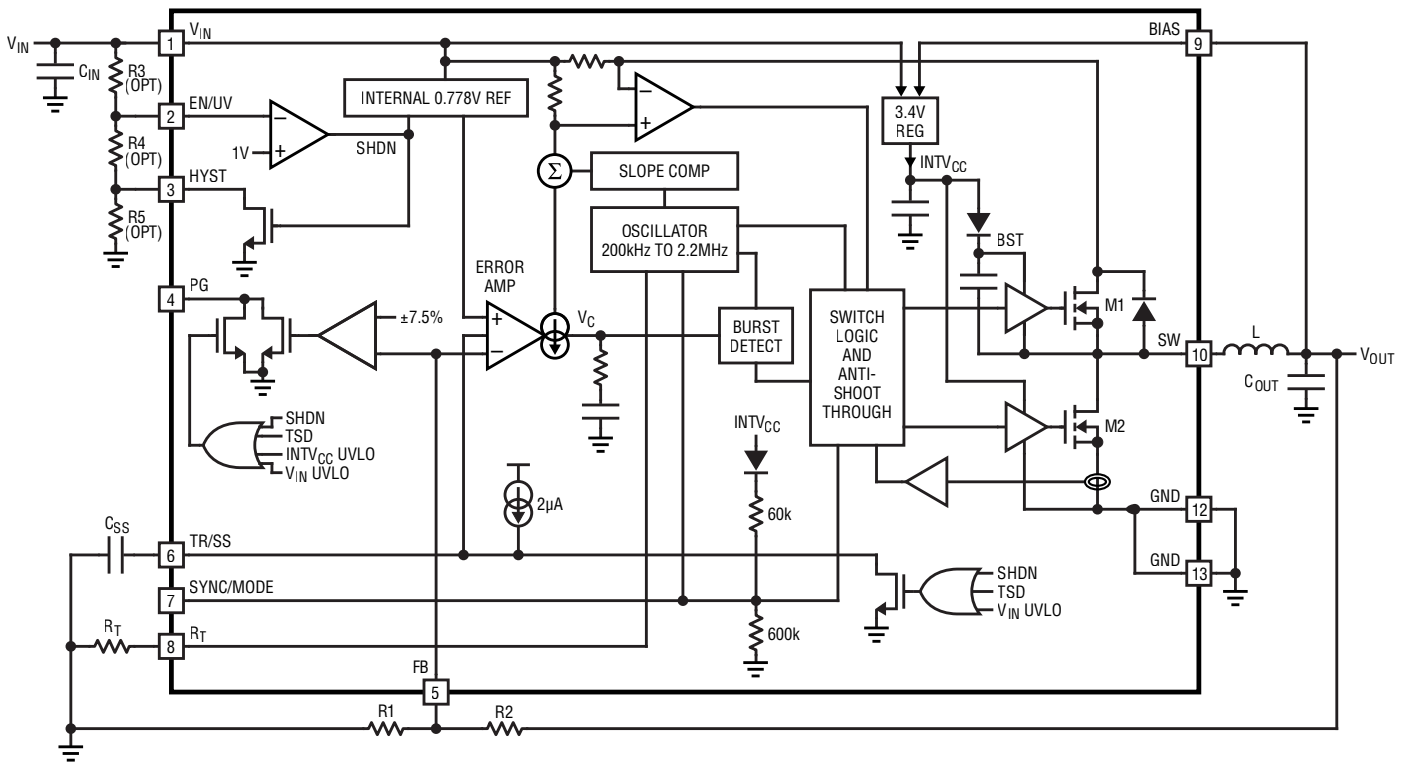 VIN
CIN
R3
(OPT)
R4
(OPT)
R5
(OPT)
1
VIN
2
EN/UV
1V
3
HYST
SHDN
INTERNAL 0.778V REF
Σ
SLOPE COMP
OSCILLATOR
200kHz TO 2.2MHz
BIAS
9
3.4V
REG
INTVCC
BST
4
PG
±7.5%
ERROR
AMP
VC
BURST
DETECT
SWITCH
LOGIC
AND
ANTI-
SHOOT
THROUGH
M1
SW
10
L
VOUT
COUT
M2
SHDN
TSD
INTVCC UVLO
VIN UVLO
INTVCC
60k
2µA
CSS
6
TR/SS
7
SYNC/MODE
RT
8
RT
600k
SHDN
TSD
VIN UVLO
GND
12
GND
13
FB
5
R1
R2
+
−
+
−
−
+